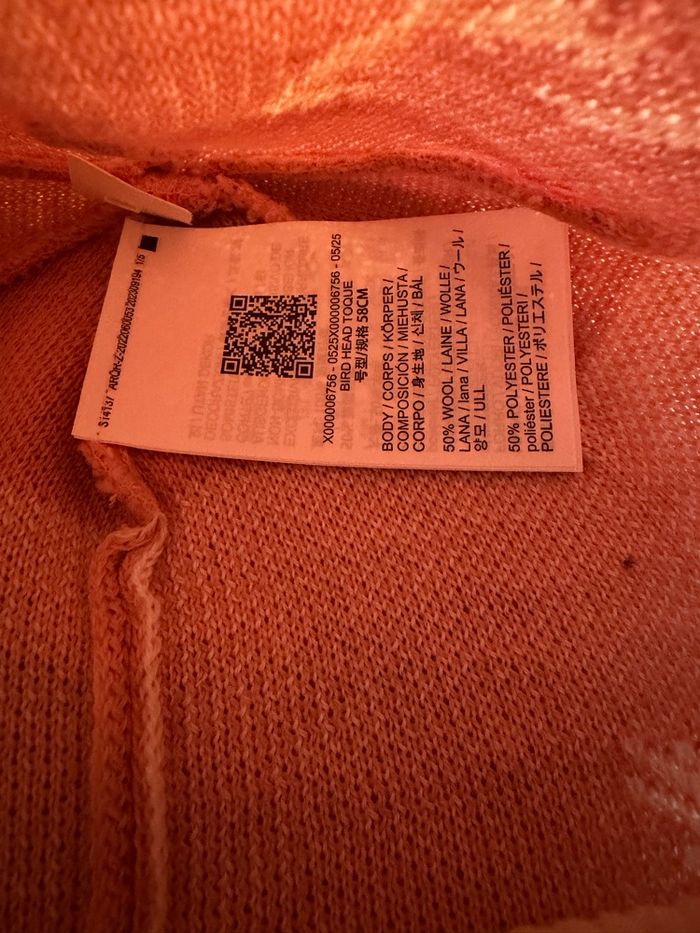 X000006756 - 0525X000006756 - 05/25
BIRD HEAD TOQUE
号型/规格 58CM
BODY / CORPS / KÖRPER /
COMPOSICIÓN / MIEHUSTA /
CORPO / 身生地 / 신체 / BÁL
50% WOOL / LAINE / WOLLE /
LANA / lana / VILLA / LANA / ウール /
양모 / ULL
50% POLYESTER / POLIÉSTER /
poliéster / POLYESTERI /
POLIESTERE / ポリエステル /